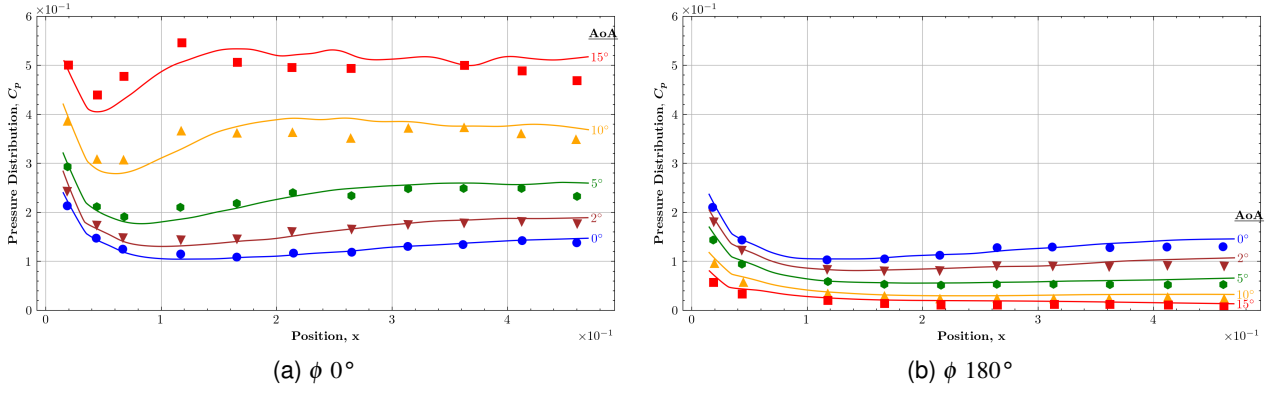 6 ×10⁻¹
5
4
3
2
1
0
Pressure Distribution, Cₚ
0 1 2 3 4
Position, x
×10⁻¹
AoA
15°
10°
5°
2°
0°
(a) ϕ 0°
6 ×10⁻¹
5
4
3
2
1
0
Pressure Distribution, Cₚ
0 1 2 3 4
Position, x
×10⁻¹
AoA
0°
2°
5°
10°
15°
(b) ϕ 180°